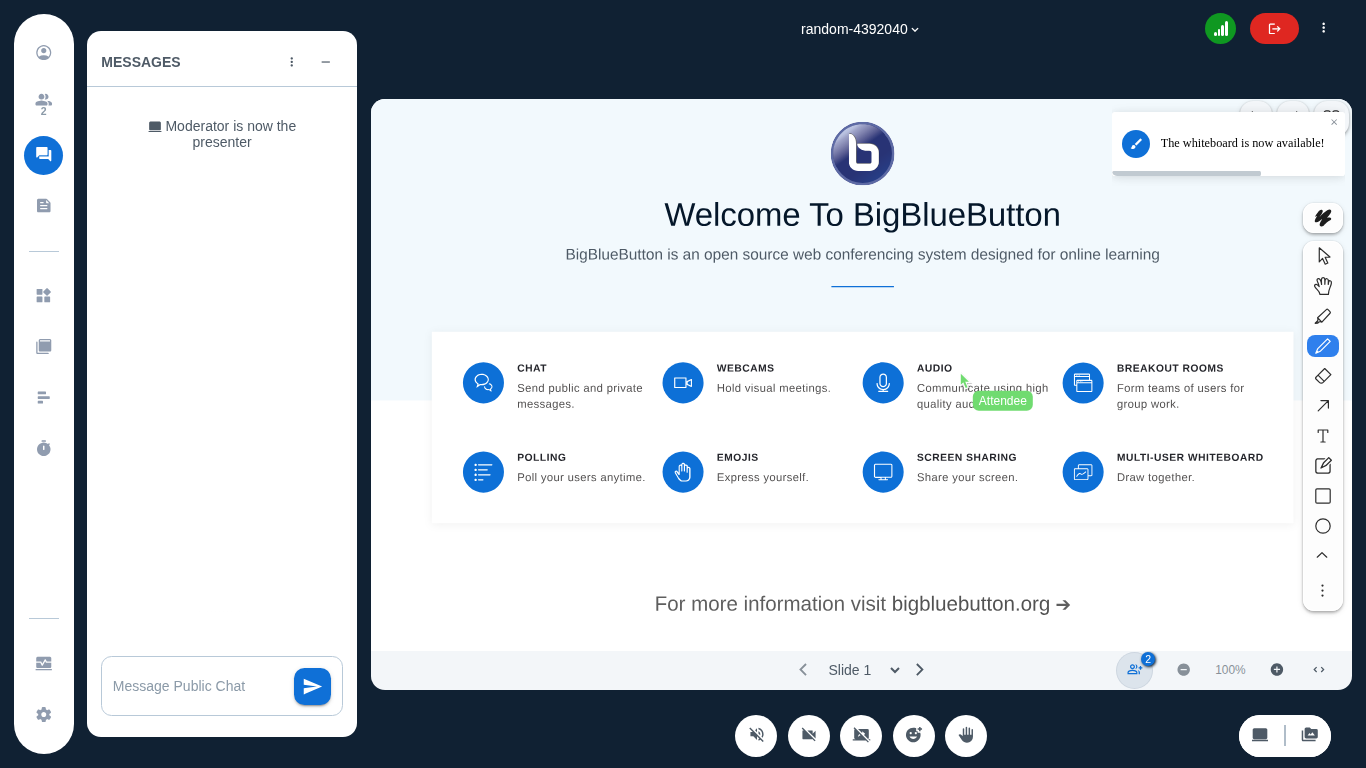 random-4392040
MESSAGES
2
Moderator is now the
presenter
Message Public Chat
The whiteboard is now available!
Welcome To BigBlueButton
BigBlueButton is an open source web conferencing system designed for online learning
CHAT
Send public and private
messages.
WEBCAMS
Hold visual meetings.
AUDIO
Communicate using high
quality
Attendee
BREAKOUT ROOMS
Form teams of users for
group work.
POLLING
Poll your users anytime.
EMOJIS
Express yourself.
SCREEN SHARING
Share your screen.
MULTI-USER WHITEBOARD
Draw together.
For more information visit bigbluebutton.org →
Slide 1
2
100%